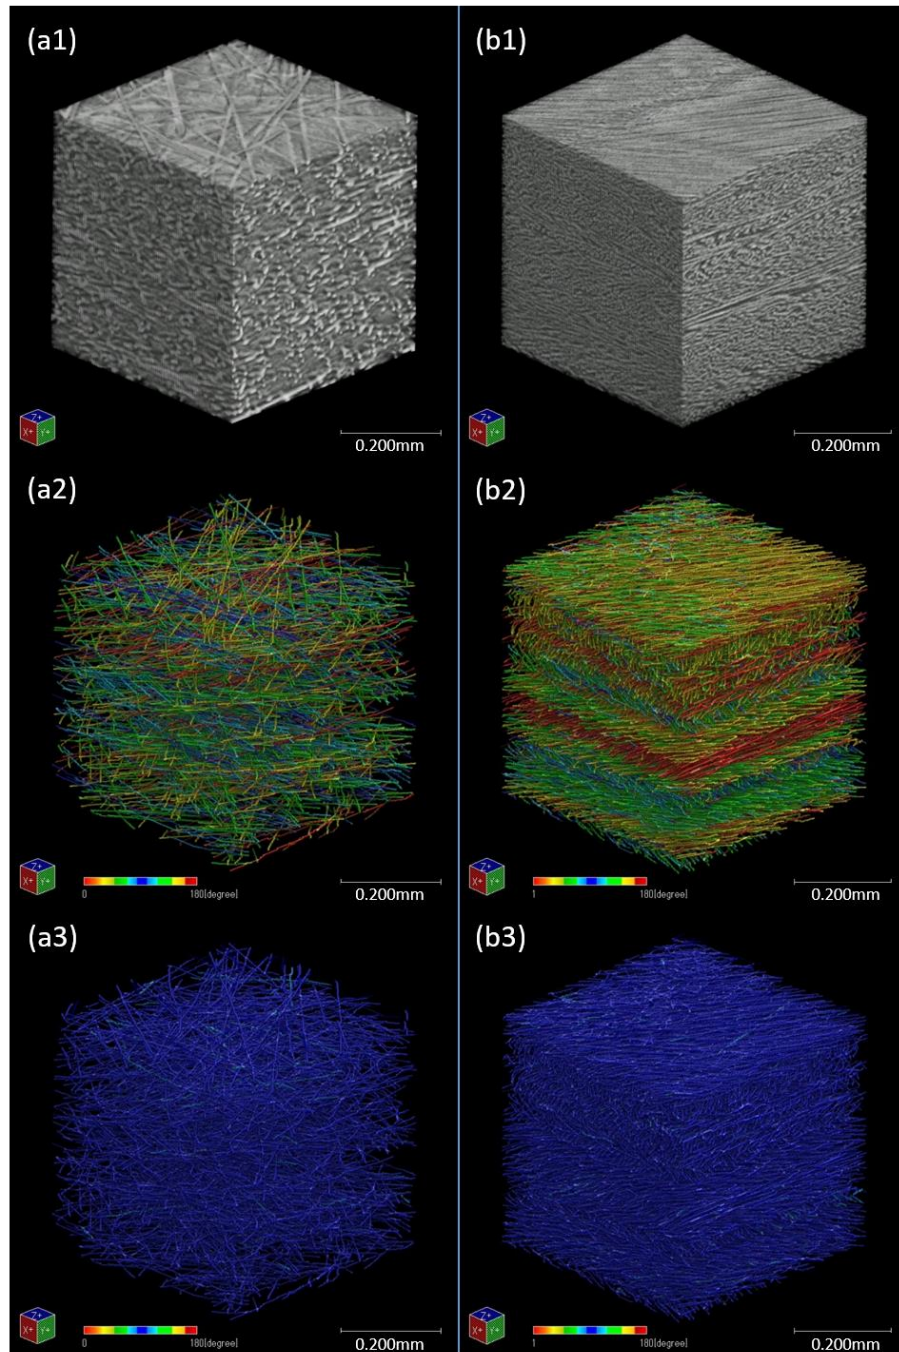 (a1)
(b1)
Z+
X+
Y+
0.200mm
Z+
X+
Y+
0.200mm
(a2)
(b2)
Z+
X+
Y+
0
180[degree]
0.200mm
Z+
X+
Y+
1
180[degree]
0.200mm
(a3)
(b3)
Z+
X+
Y+
0
180[degree]
0.200mm
Z+
X+
Y+
1
180[degree]
0.200mm